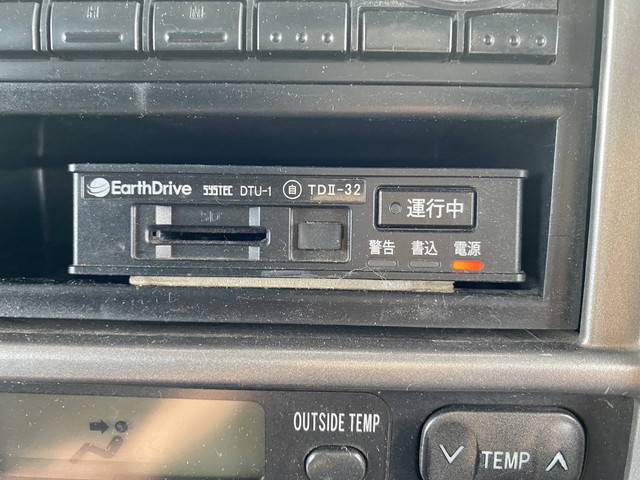 EarthDrive SYSTEC DTU-1 自 TDⅡ-32
運行中
SD
警告 書込 電源
OUTSIDE TEMP
TEMP